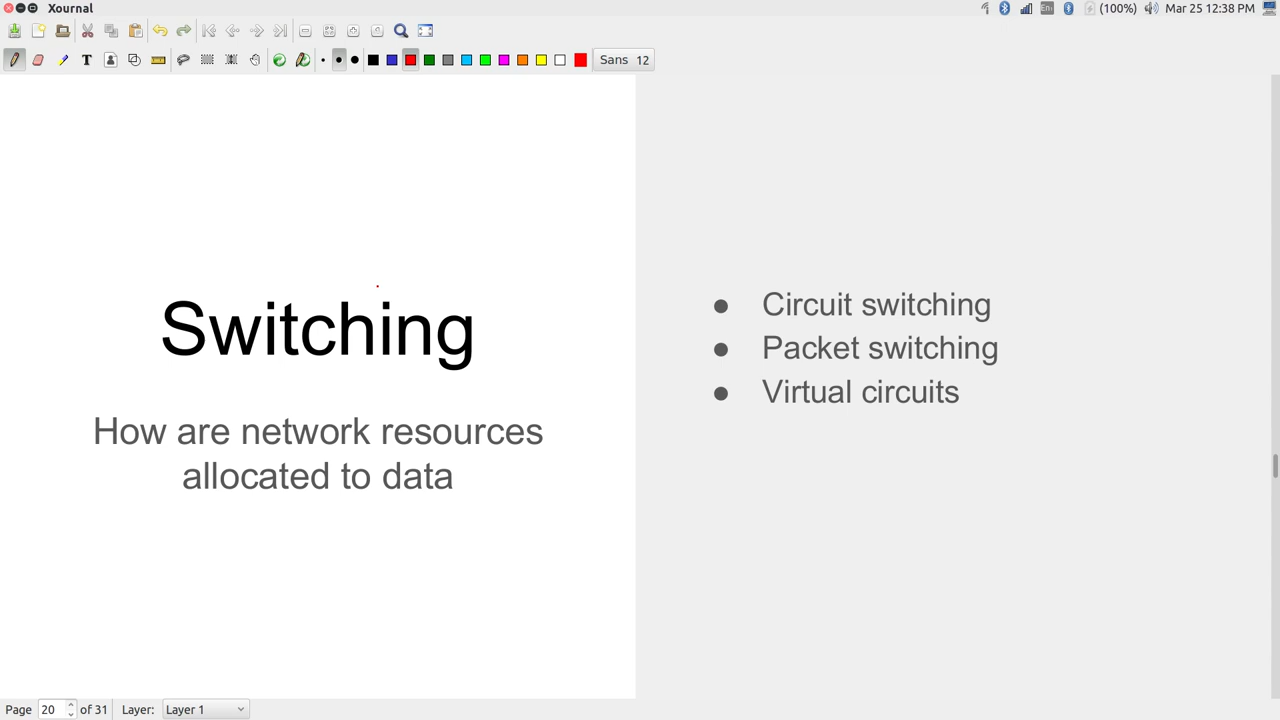 Xournal
En
(100%)
Mar 25 12:38 PM
T
Sans 12
Switching
How are network resources
allocated to data
● Circuit switching
● Packet switching
● Virtual circuits
Page 20 of 31 Layer: Layer 1